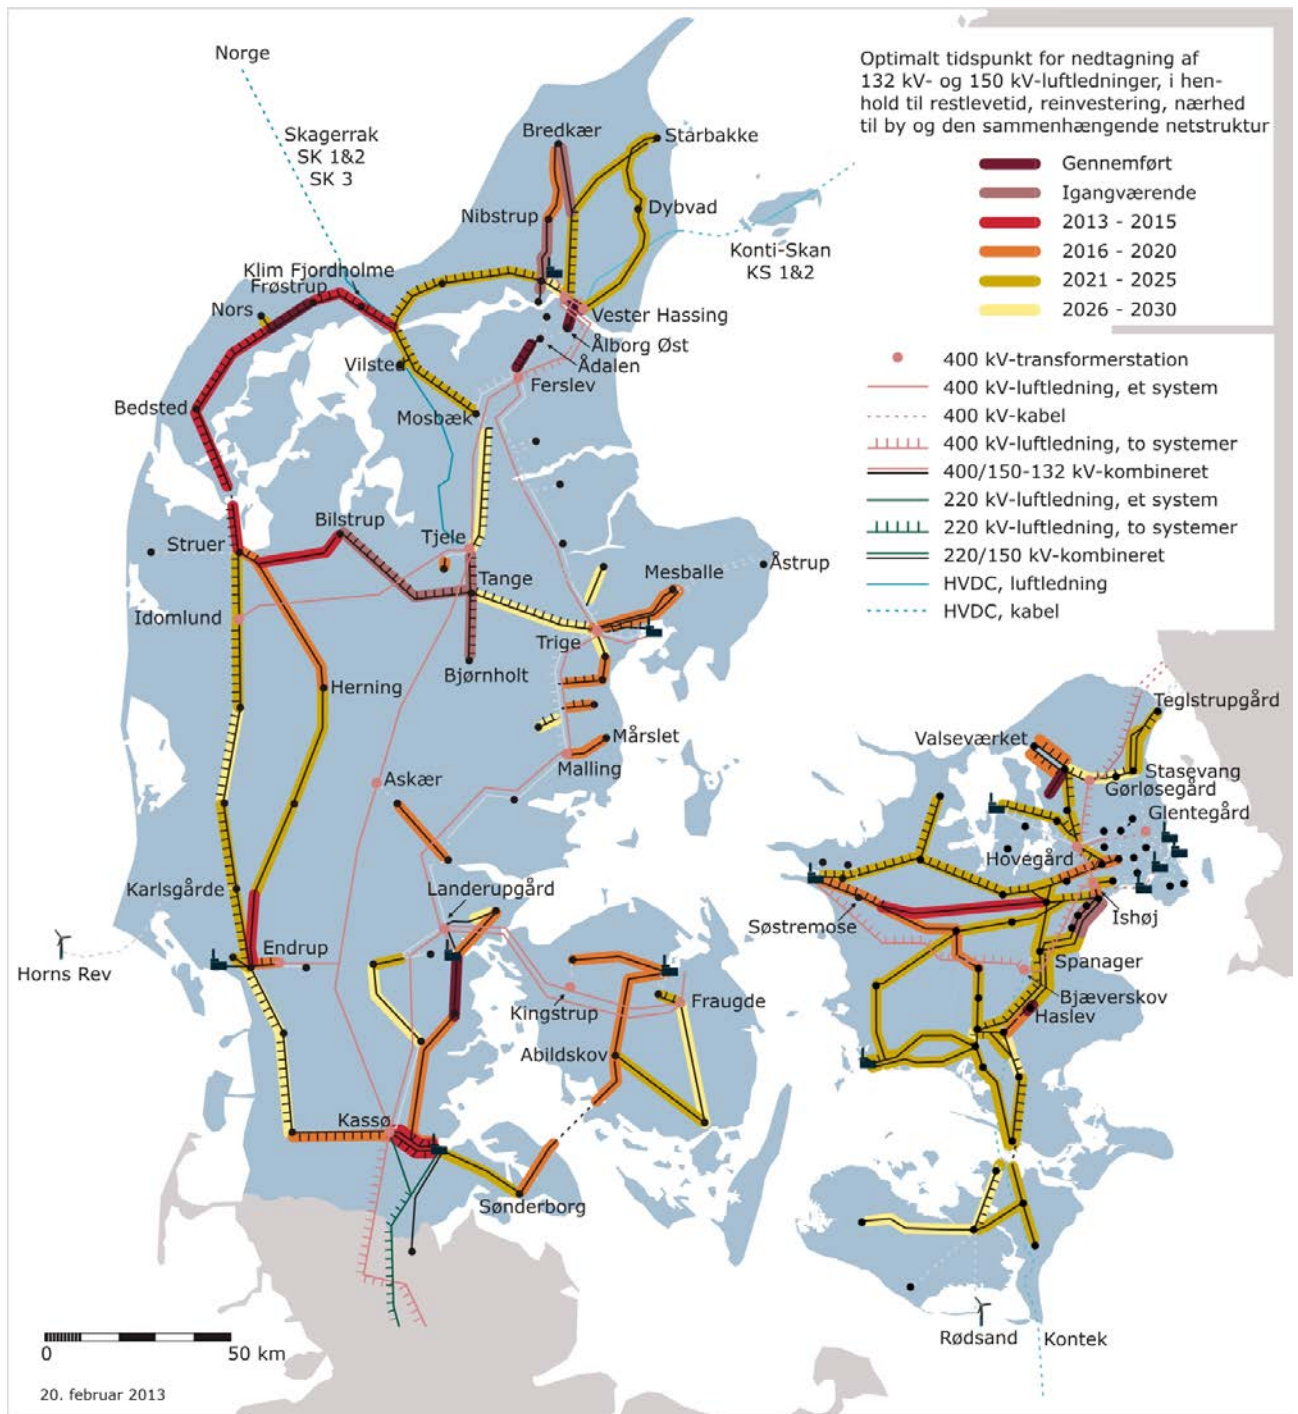 Norge
Skagerrak
SK 1&2
SK 3
Bredkær
Starbakke
Nibstrup
Dybvad
Konti-Skan
KS 1&2
Klim Fjordholme
Frøstrup
Nors
Vester Hassing
Ålborg Øst
Ådalen
Vilsted
Ferslev
Bedsted
Mosbæk
Bilstrup
Struer
Tjele
Tange
Mesballe
Åstrup
Idomlund
Trige
Bjørnholt
Herning
Mårslet
Malling
Askær
Karlsgårde
Landerupgård
Endrup
Horns Rev
Kingstrup
Fraugde
Abildskov
Kassø
Sønderborg
Optimalt tidspunkt for nedtagning af
132 kV- og 150 kV-luftledninger, i hen-
hold til restlevetid, reinvestering, nærhed
til by og den sammenhængende netstruktur
Gennemført
Igangværende
2013 - 2015
2016 - 2020
2021 - 2025
2026 - 2030
400 kV-transformerstation
400 kV-luftledning, et system
400 kV-kabel
400 kV-luftledning, to systemer
400/150-132 kV-kombineret
220 kV-luftledning, et system
220 kV-luftledning, to systemer
220/150 kV-kombineret
HVDC, luftledning
HVDC, kabel
Teglstrupgård
Valseværket
Stasevang
Gørløsegård
Glentegård
Hovegård
Søstremose
Ishøj
Spanager
Bjæverskov
Haslev
Rødsand
Kontek
0
50 km
20. februar 2013